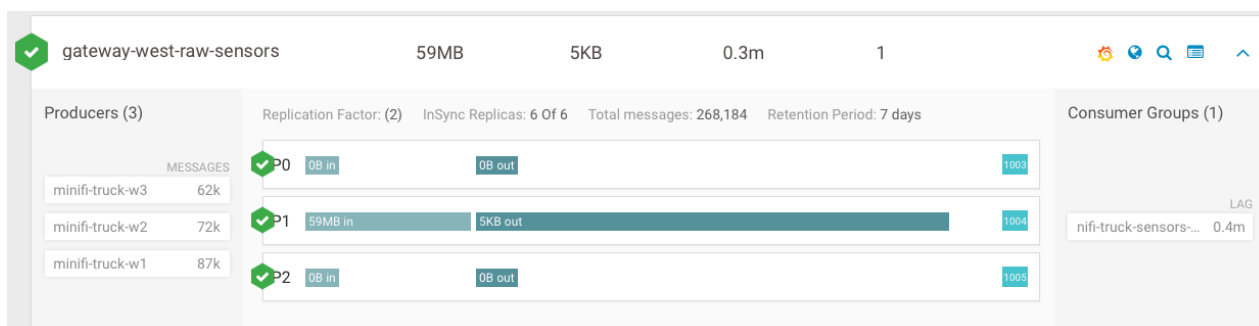 gateway-west-raw-sensors 59MB 5KB 0.3m 1
Producers (3)
MESSAGES
minifi-truck-w3 62k
minifi-truck-w2 72k
minifi-truck-w1 87k
Replication Factor: (2) InSync Replicas: 6 Of 6 Total messages: 268,184 Retention Period: 7 days
P0 0B in 0B out 1003
P1 59MB in 5KB out 1004
P2 0B in 0B out 1005
Consumer Groups (1)
LAG
nifi-truck-sensors-... 0.4m